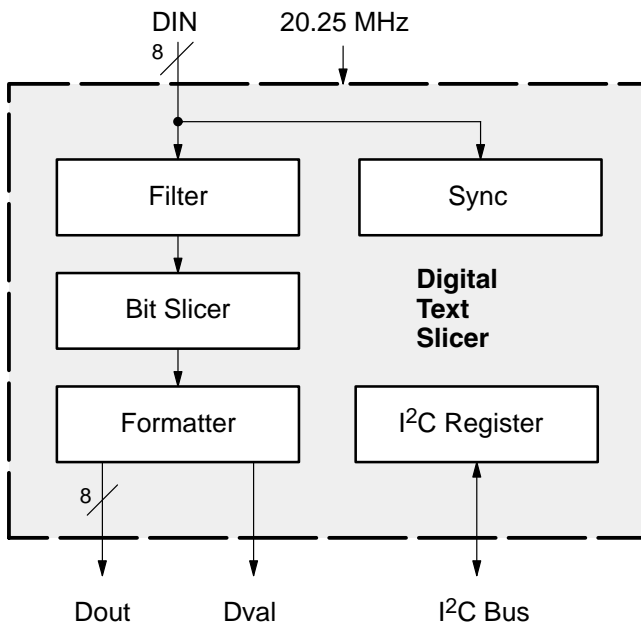 DIN
20.25 MHz
8
Filter
Sync
Bit Slicer
Digital
Text
Slicer
Formatter
I²C Register
8
Dout
Dval
I²C Bus